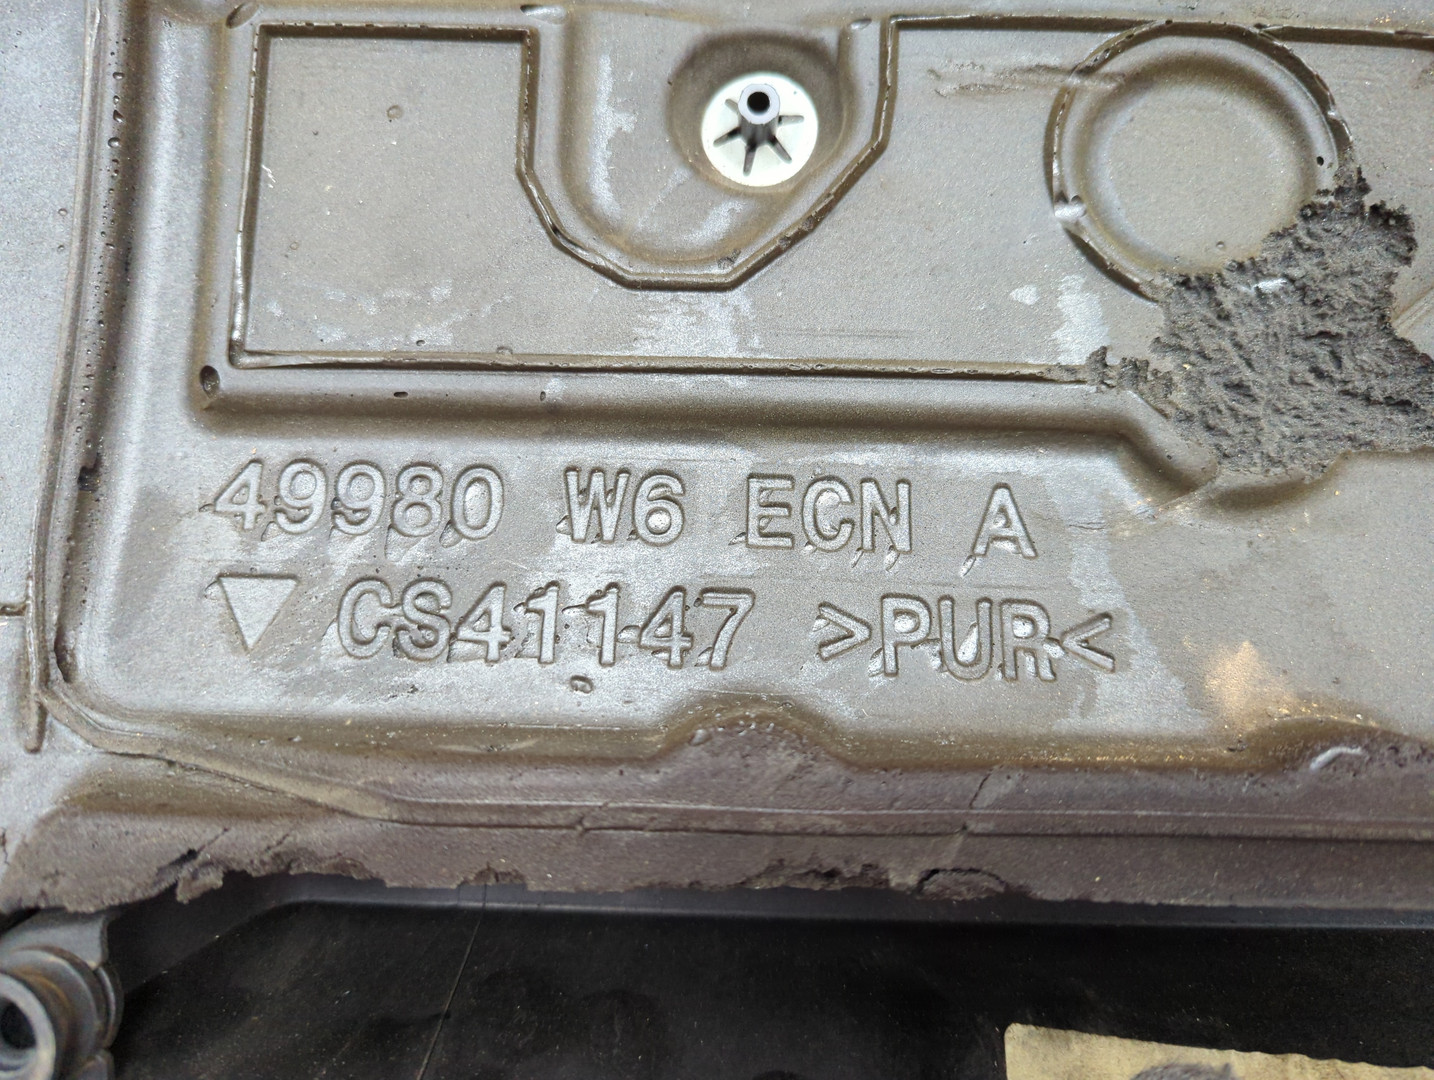 49980 W6 ECN A
▽ CS41147 >PUR<